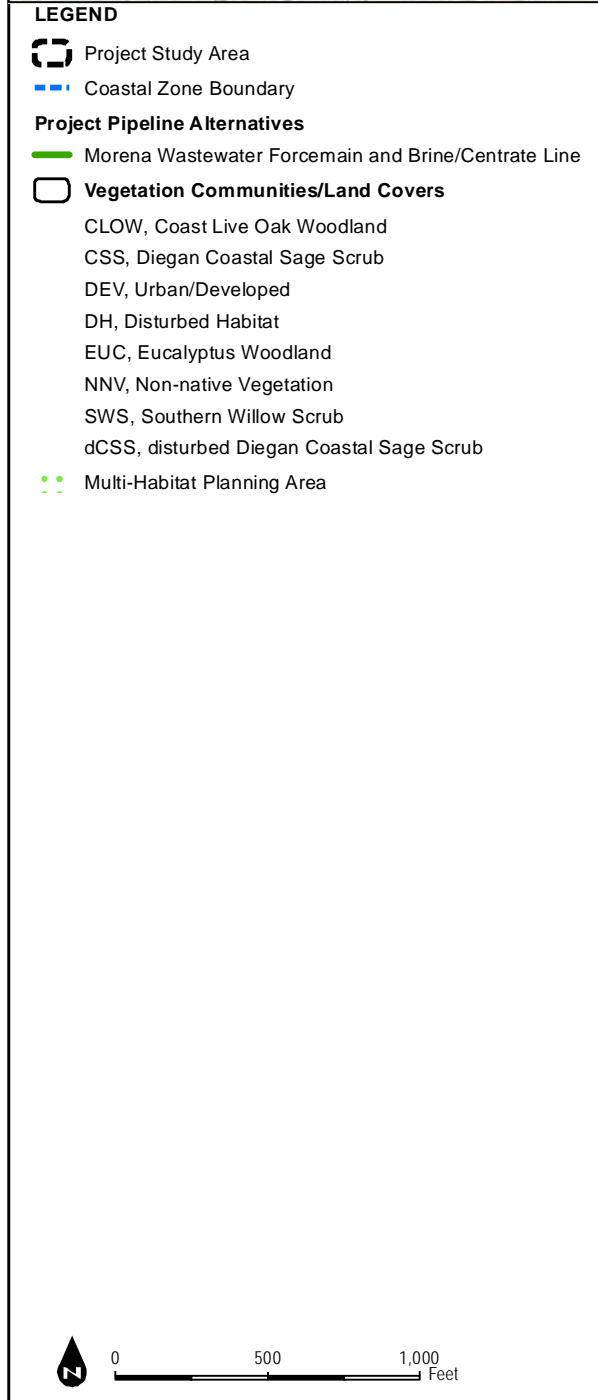 LEGEND
Project Study Area
Coastal Zone Boundary
Project Pipeline Alternatives
Morena Wastewater Forcemain and Brine/Centrate Line
Vegetation Communities/Land Covers
CLOW, Coast Live Oak Woodland
CSS, Diegan Coastal Sage Scrub
DEV, Urban/Developed
DH, Disturbed Habitat
EUC, Eucalyptus Woodland
NNV, Non-native Vegetation
SWS, Southern Willow Scrub
dCSS, disturbed Diegan Coastal Sage Scrub
Multi-Habitat Planning Area
0 500 1,000
N Feet